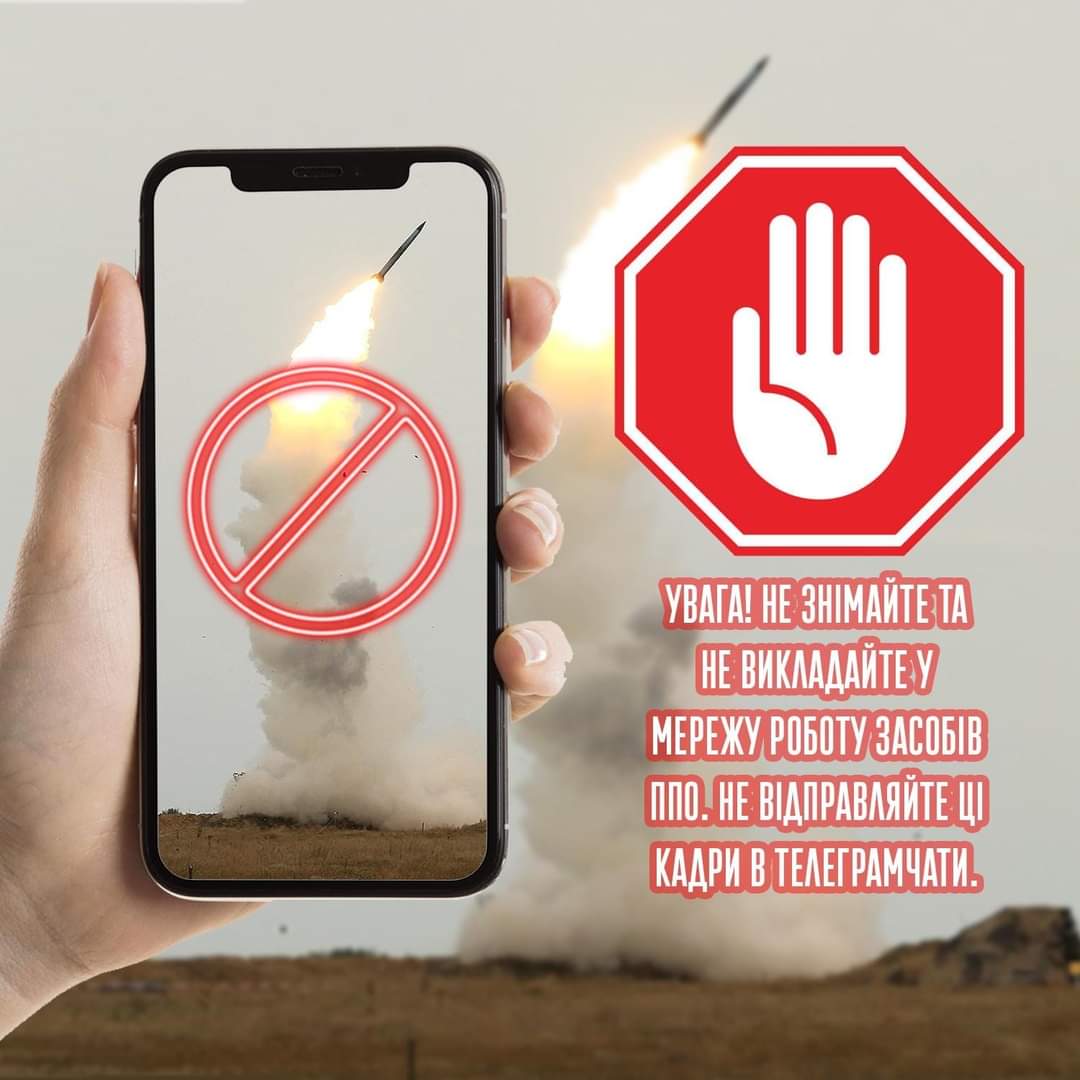 УВАГА! НЕ ЗНІМАЙТЕ ТА
НЕ ВИКЛАДАЙТЕ У
МЕРЕЖУ РОБОТУ ЗАСОБІВ
ППО. НЕ ВІДПРАВЛЯЙТЕ ЦІ
КАДРИ В ТЕЛЕГРАМЧАТИ.